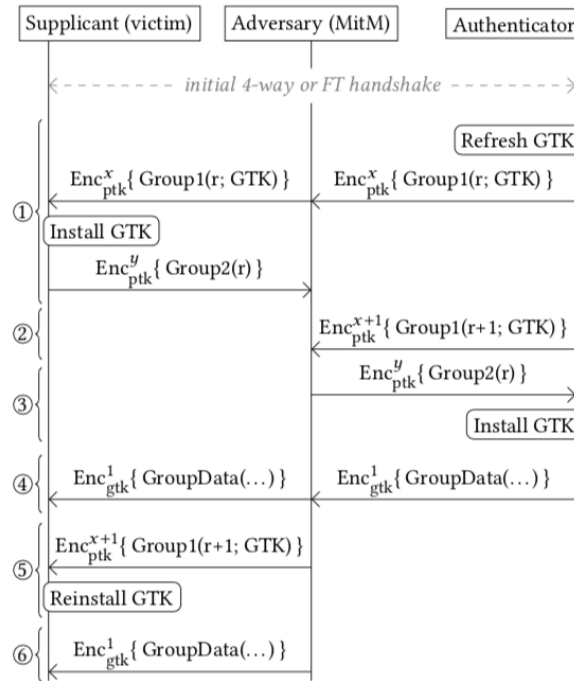 Supplicant (victim) Adversary (MitM) Authenticator
initial 4-way or FT handshake
Refresh GTK
Enc^x_ptk{ Group1(r; GTK) } Enc^x_ptk{ Group1(r; GTK) }
①
Install GTK
Enc^y_ptk{ Group2(r) }
② Enc^x+1_ptk{ Group1(r+1; GTK) }
Enc^y_ptk{ Group2(r) }
③
Install GTK
④ Enc^1_gtk{ GroupData(…) } Enc^1_gtk{ GroupData(…) }
Enc^x+1_ptk{ Group1(r+1; GTK) }
⑤
Reinstall GTK
⑥ Enc^1_gtk{ GroupData(…) }